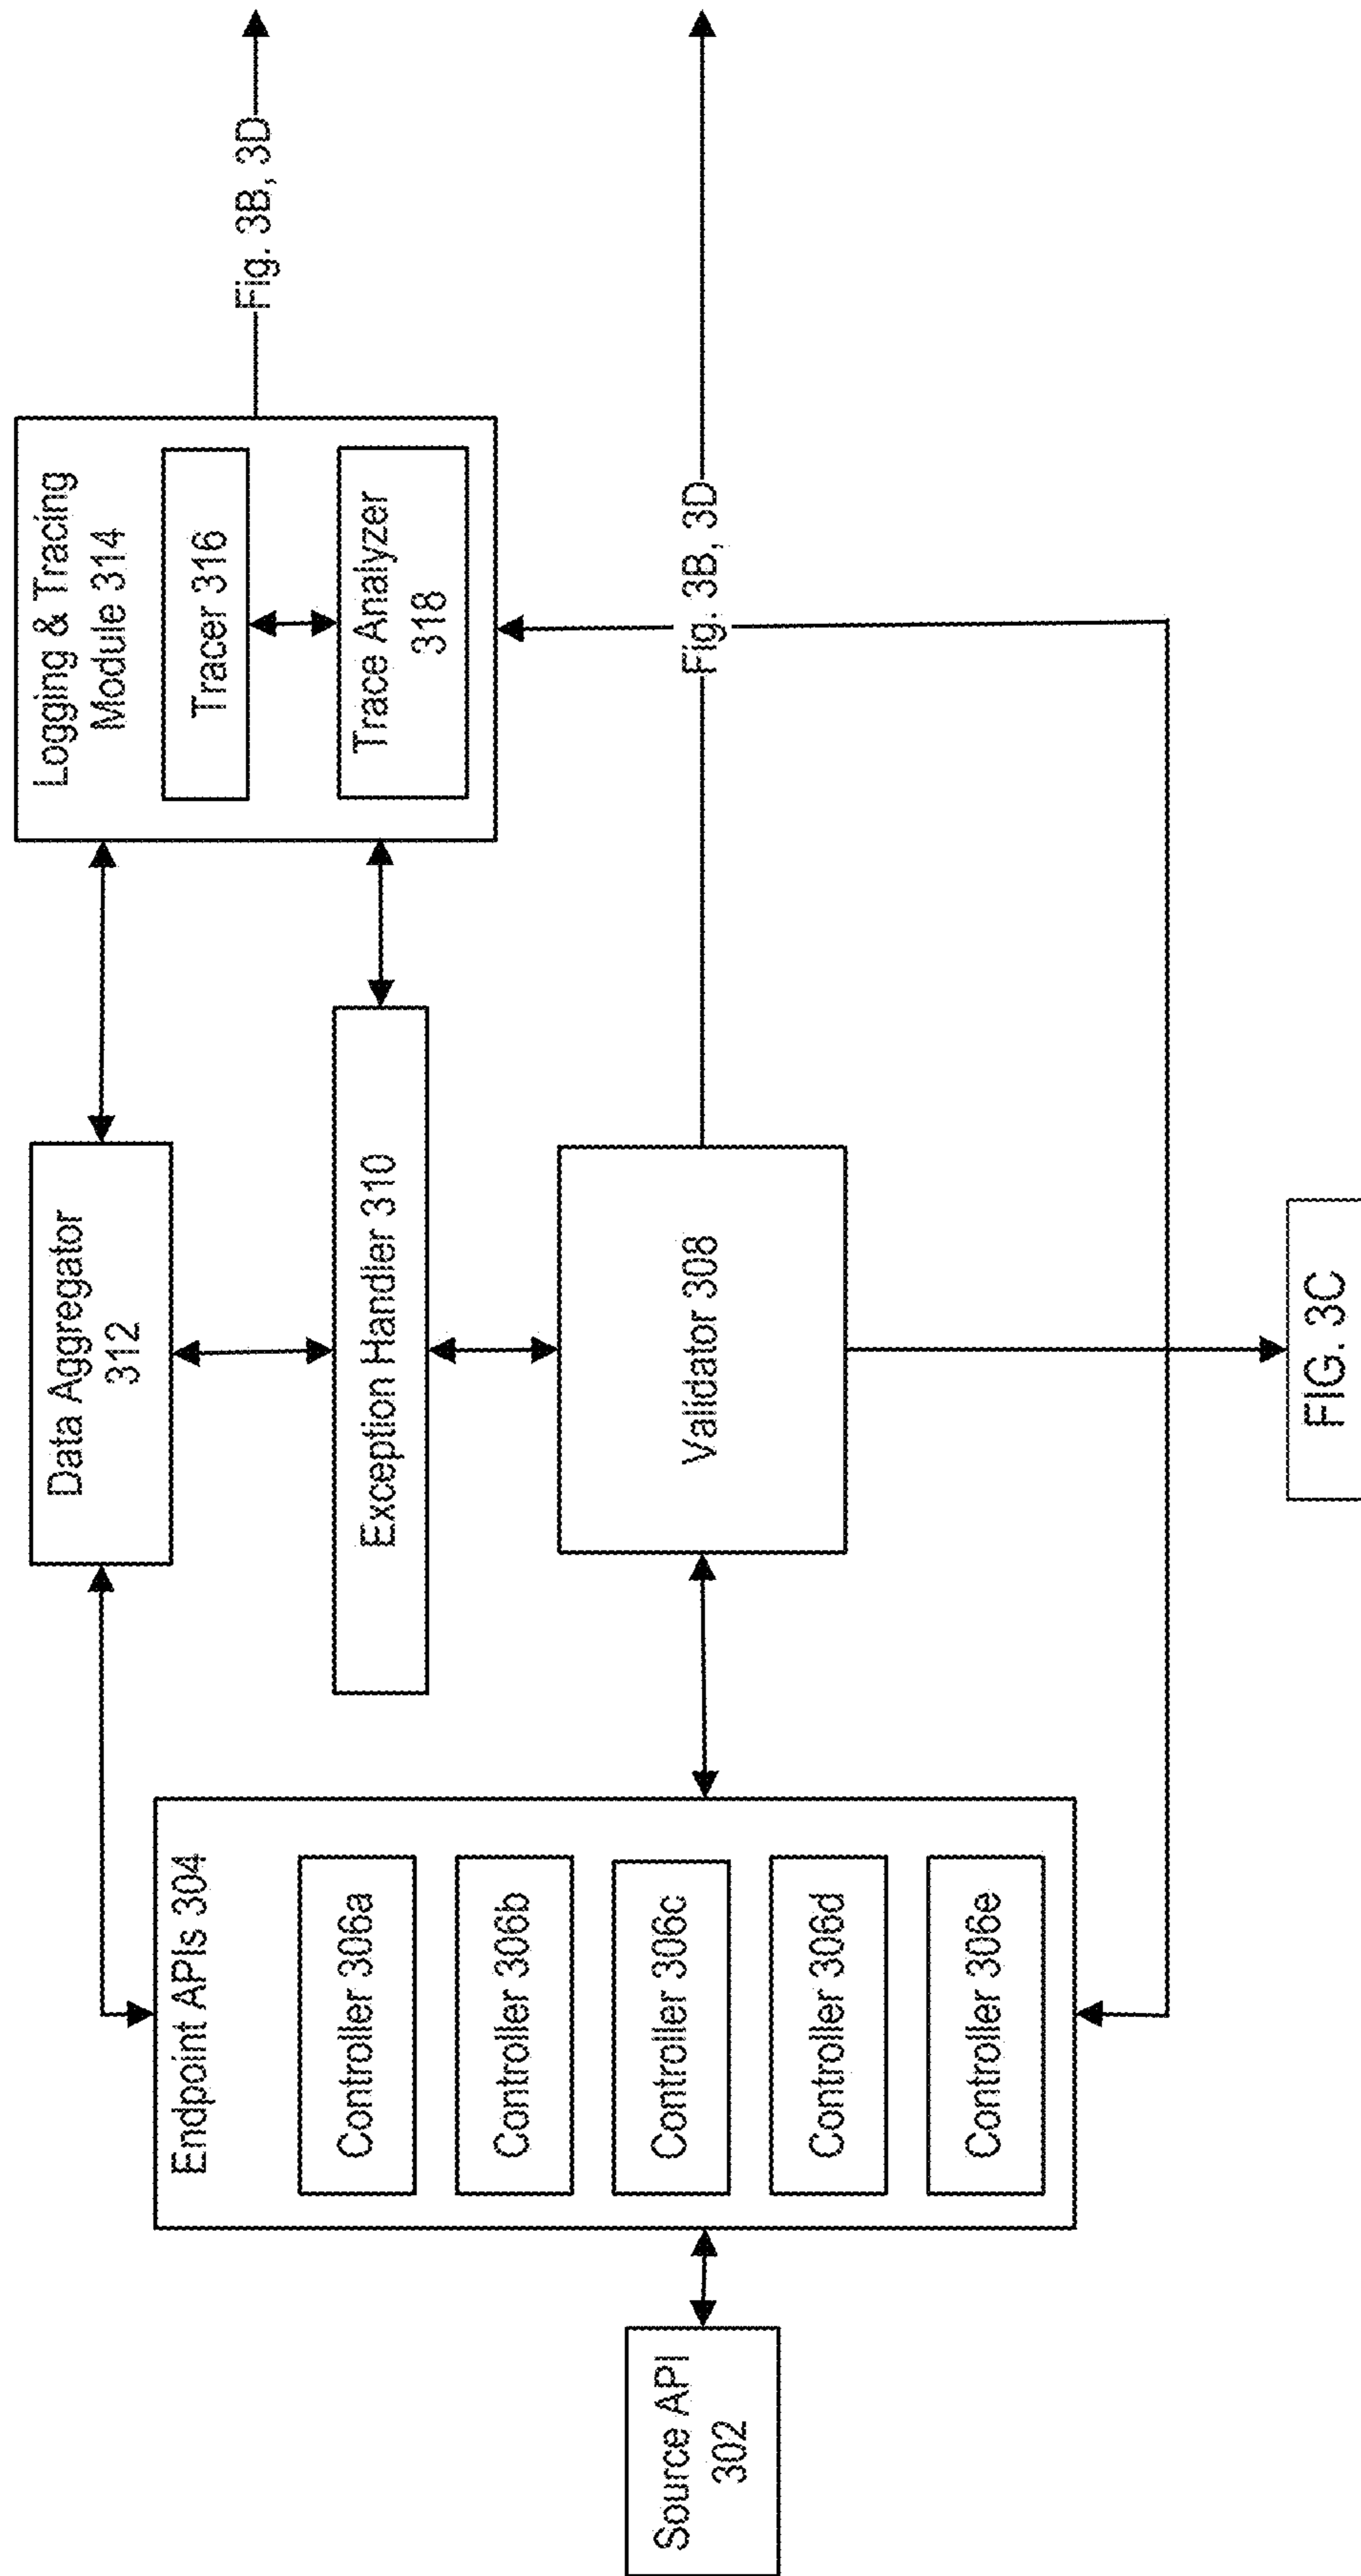 Source API
302
Endpoint APIs 304
Controller 306a
Controller 306b
Controller 306c
Controller 306d
Controller 306e
Data Aggregator
312
Exception Handler 310
Validator 308
Logging & Tracing
Module 314
Tracer 316
Trace Analyzer
318
Fig. 3B, 3D
Fig. 3B, 3D
FIG. 3C